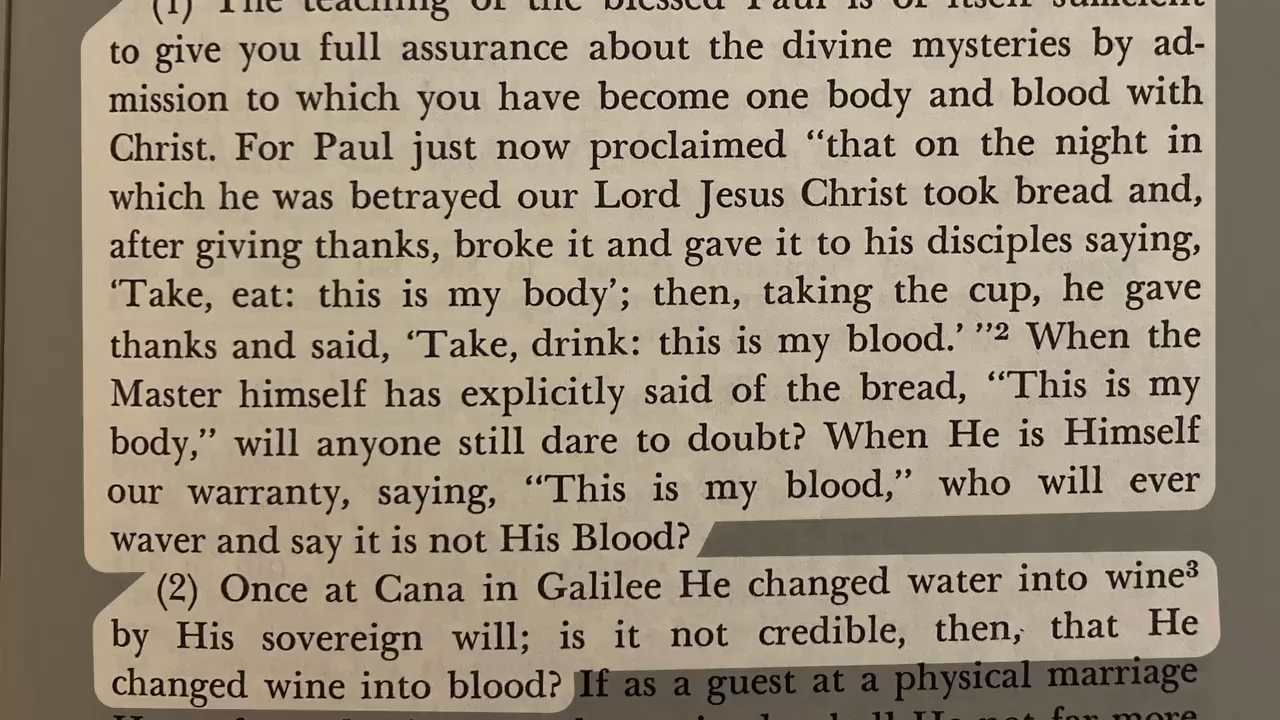 (1) The teaching of the blessed Paul is of itself sufficient
to give you full assurance about the divine mysteries by ad-
mission to which you have become one body and blood with
Christ. For Paul just now proclaimed “that on the night in
which he was betrayed our Lord Jesus Christ took bread and,
after giving thanks, broke it and gave it to his disciples saying,
‘Take, eat: this is my body’; then, taking the cup, he gave
thanks and said, ‘Take, drink: this is my blood.’ ”² When the
Master himself has explicitly said of the bread, “This is my
body,” will anyone still dare to doubt? When He is Himself
our warranty, saying, “This is my blood,” who will ever
waver and say it is not His Blood?
(2) Once at Cana in Galilee He changed water into wine³
by His sovereign will; is it not credible, then, that He
changed wine into blood? If as a guest at a physical marriage